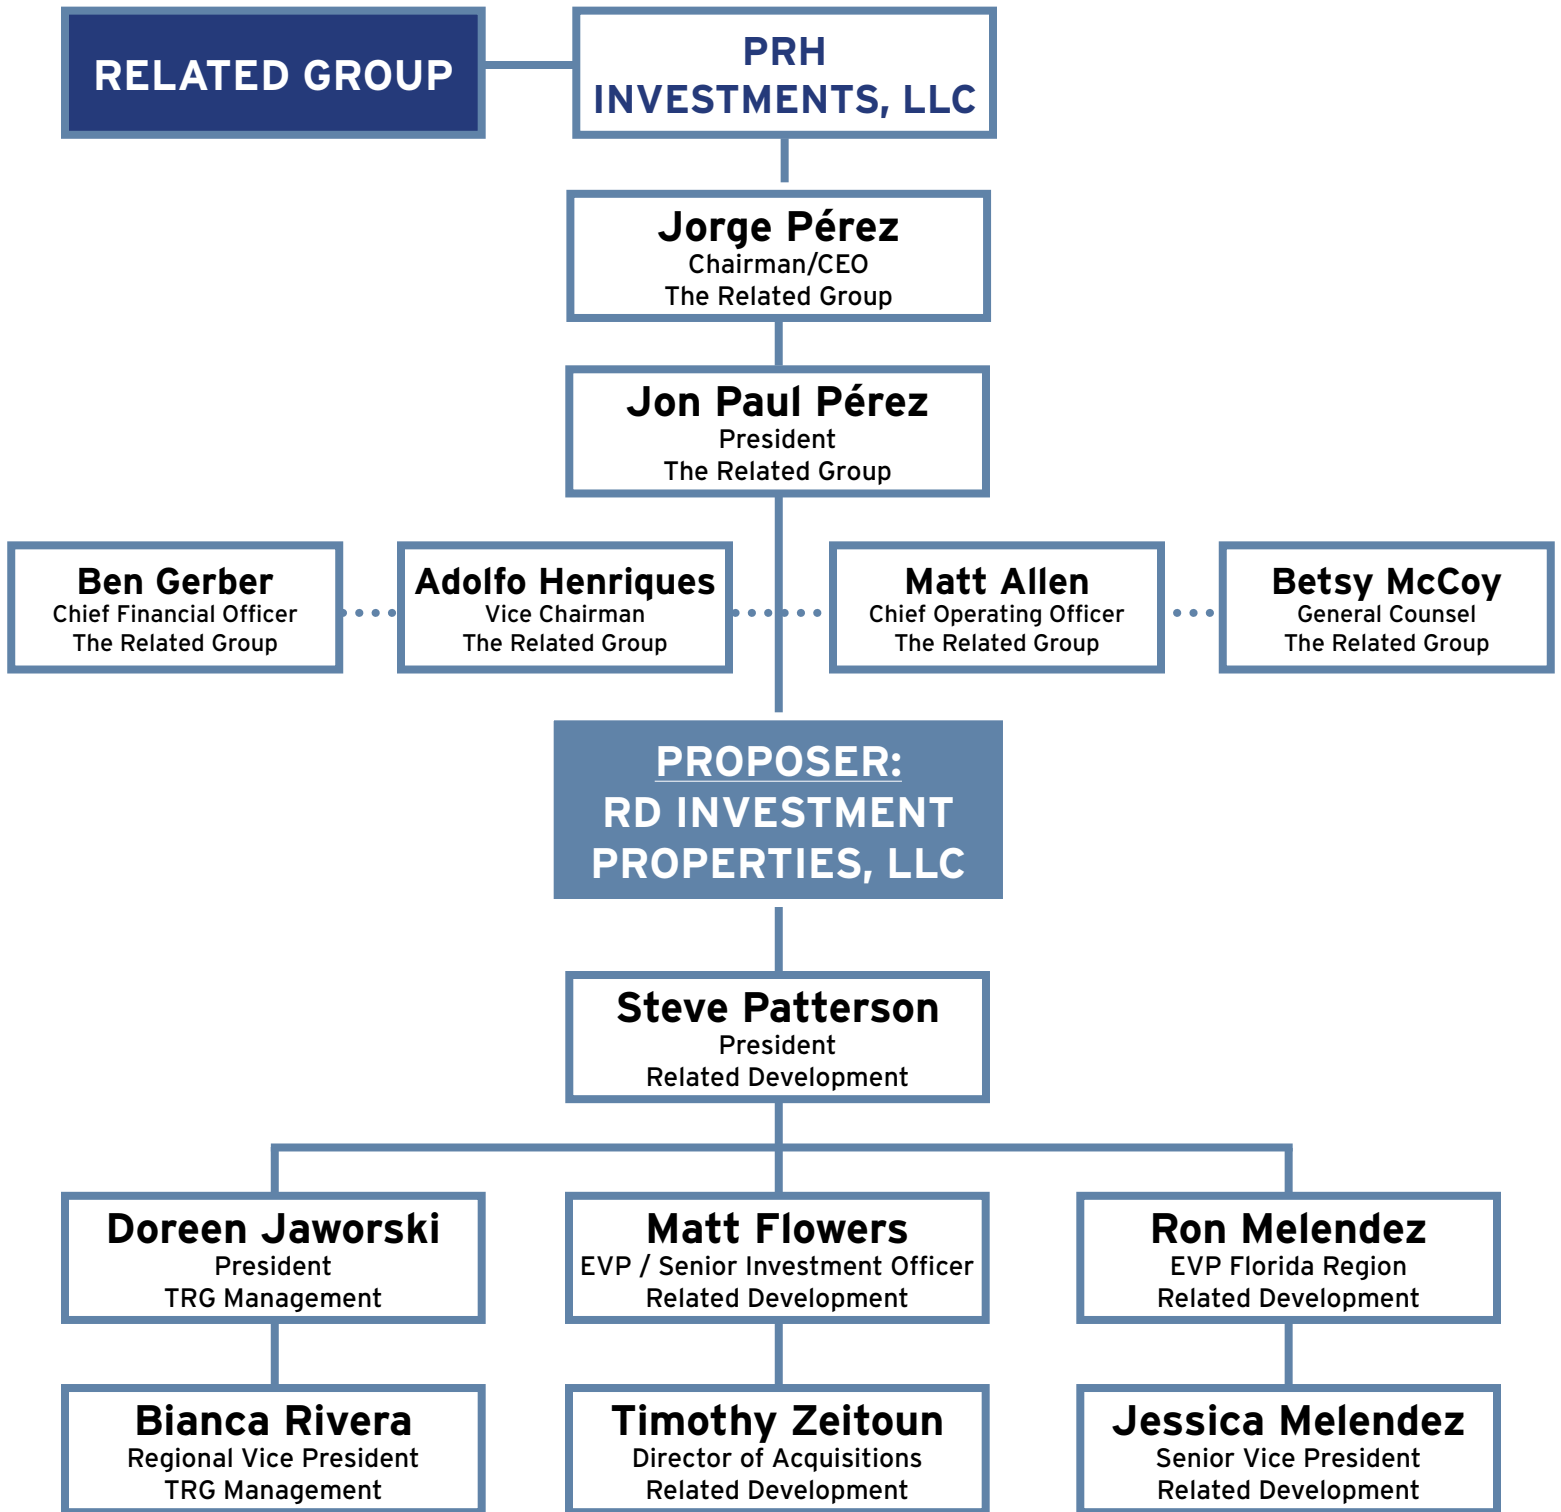 RELATED GROUP
PRH
INVESTMENTS, LLC
Jorge Pérez
Chairman/CEO
The Related Group
Jon Paul Pérez
President
The Related Group
Ben Gerber
Chief Financial Officer
The Related Group
Adolfo Henriques
Vice Chairman
The Related Group
Matt Allen
Chief Operating Officer
The Related Group
Betsy McCoy
General Counsel
The Related Group
PROPOSER:
RD INVESTMENT
PROPERTIES, LLC
Steve Patterson
President
Related Development
Doreen Jaworski
President
TRG Management
Matt Flowers
EVP / Senior Investment Officer
Related Development
Ron Melendez
EVP Florida Region
Related Development
Bianca Rivera
Regional Vice President
TRG Management
Timothy Zeitoun
Director of Acquisitions
Related Development
Jessica Melendez
Senior Vice President
Related Development